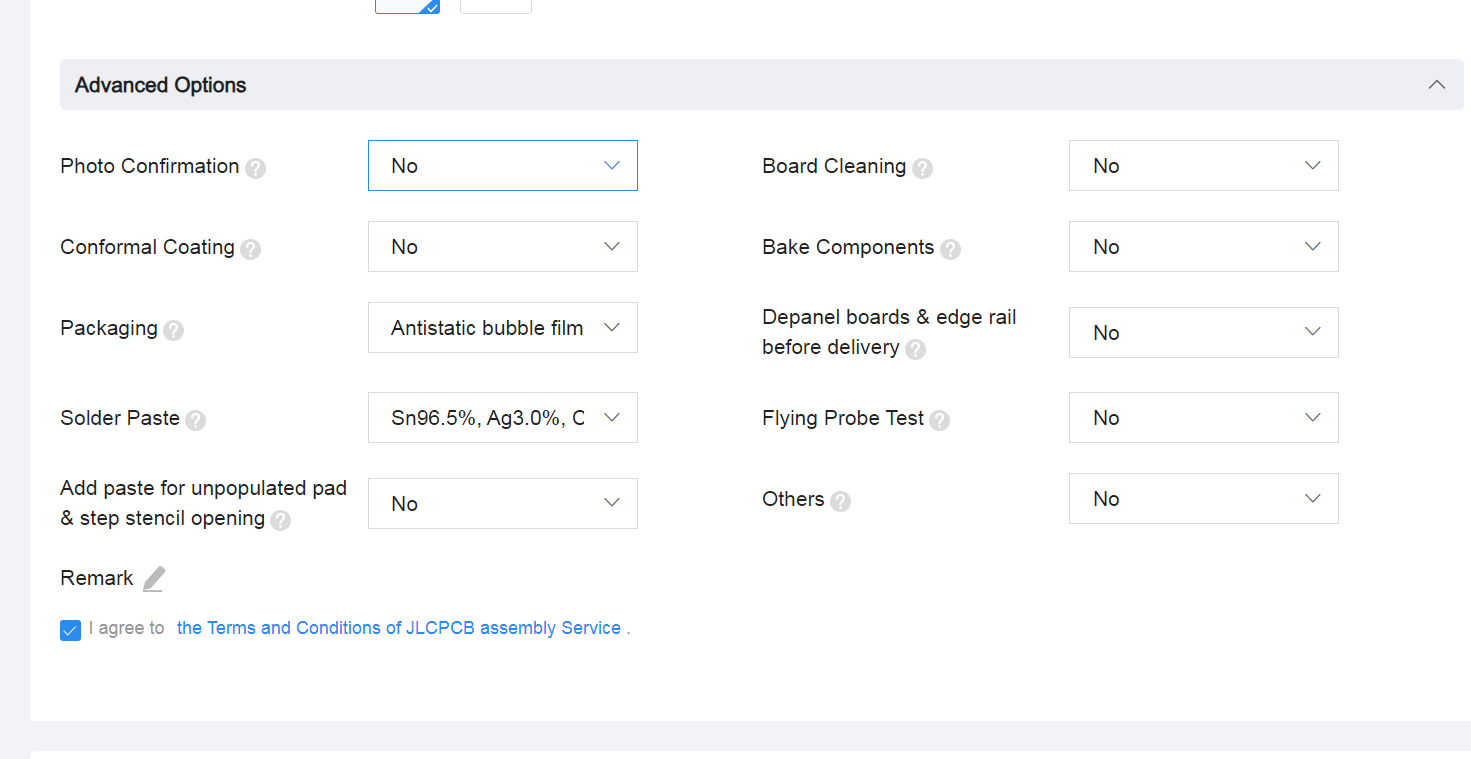 Advanced Options
Photo Confirmation ?
No
Board Cleaning ?
No
Conformal Coating ?
No
Bake Components ?
No
Packaging ?
Antistatic bubble film
Depanel boards & edge rail
before delivery ?
No
Solder Paste ?
Sn96.5%, Ag3.0%, C
Flying Probe Test ?
No
Add paste for unpopulated pad
& step stencil opening ?
No
Others ?
No
Remark
I agree to the Terms and Conditions of JLCPCB assembly Service .